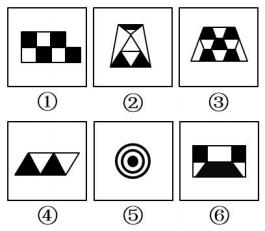 ① ② ③
④ ⑤ ⑥